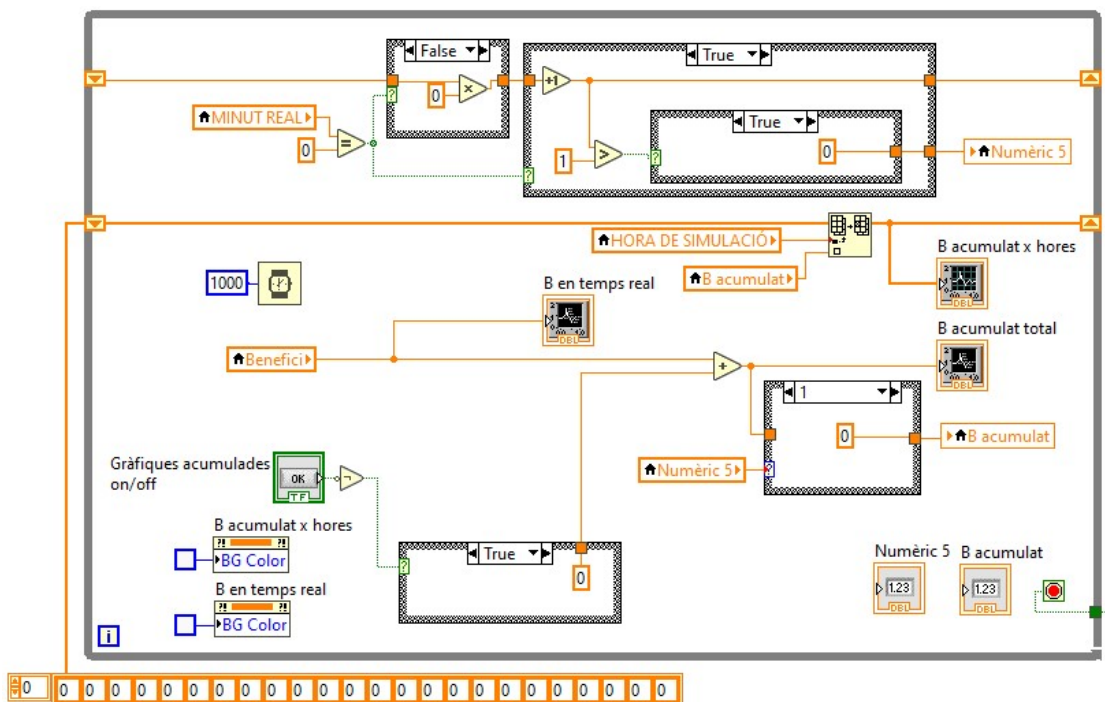 False
True
+1
0
×
True
MINUT REAL
=
0
1
>
0
Numèric 5
HORA DE SIMULACIÓ
B acumulat x hores
DBL
B acumulat
1000
B en temps real
DBL
B acumulat total
DBL
Benefici
+
1
0
B acumulat
Numèric 5
Gràfiques acumulades
on/off
OK
TF
B acumulat x hores
?! ?!
BG Color
True
0
B en temps real
?! ?!
BG Color
Numèric 5
1.23
DBL
B acumulat
1.23
DBL
i
0 0 0 0 0 0 0 0 0 0 0 0 0 0 0 0 0 0 0 0 0 0 0 0 0